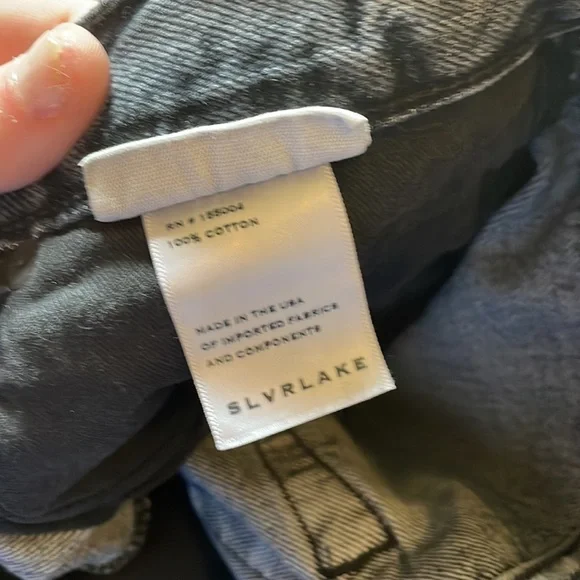 RN # 155004
100% COTTON
MADE IN THE USA
OF IMPORTED FABRICS
AND COMPONENTS
SLVRLAKE